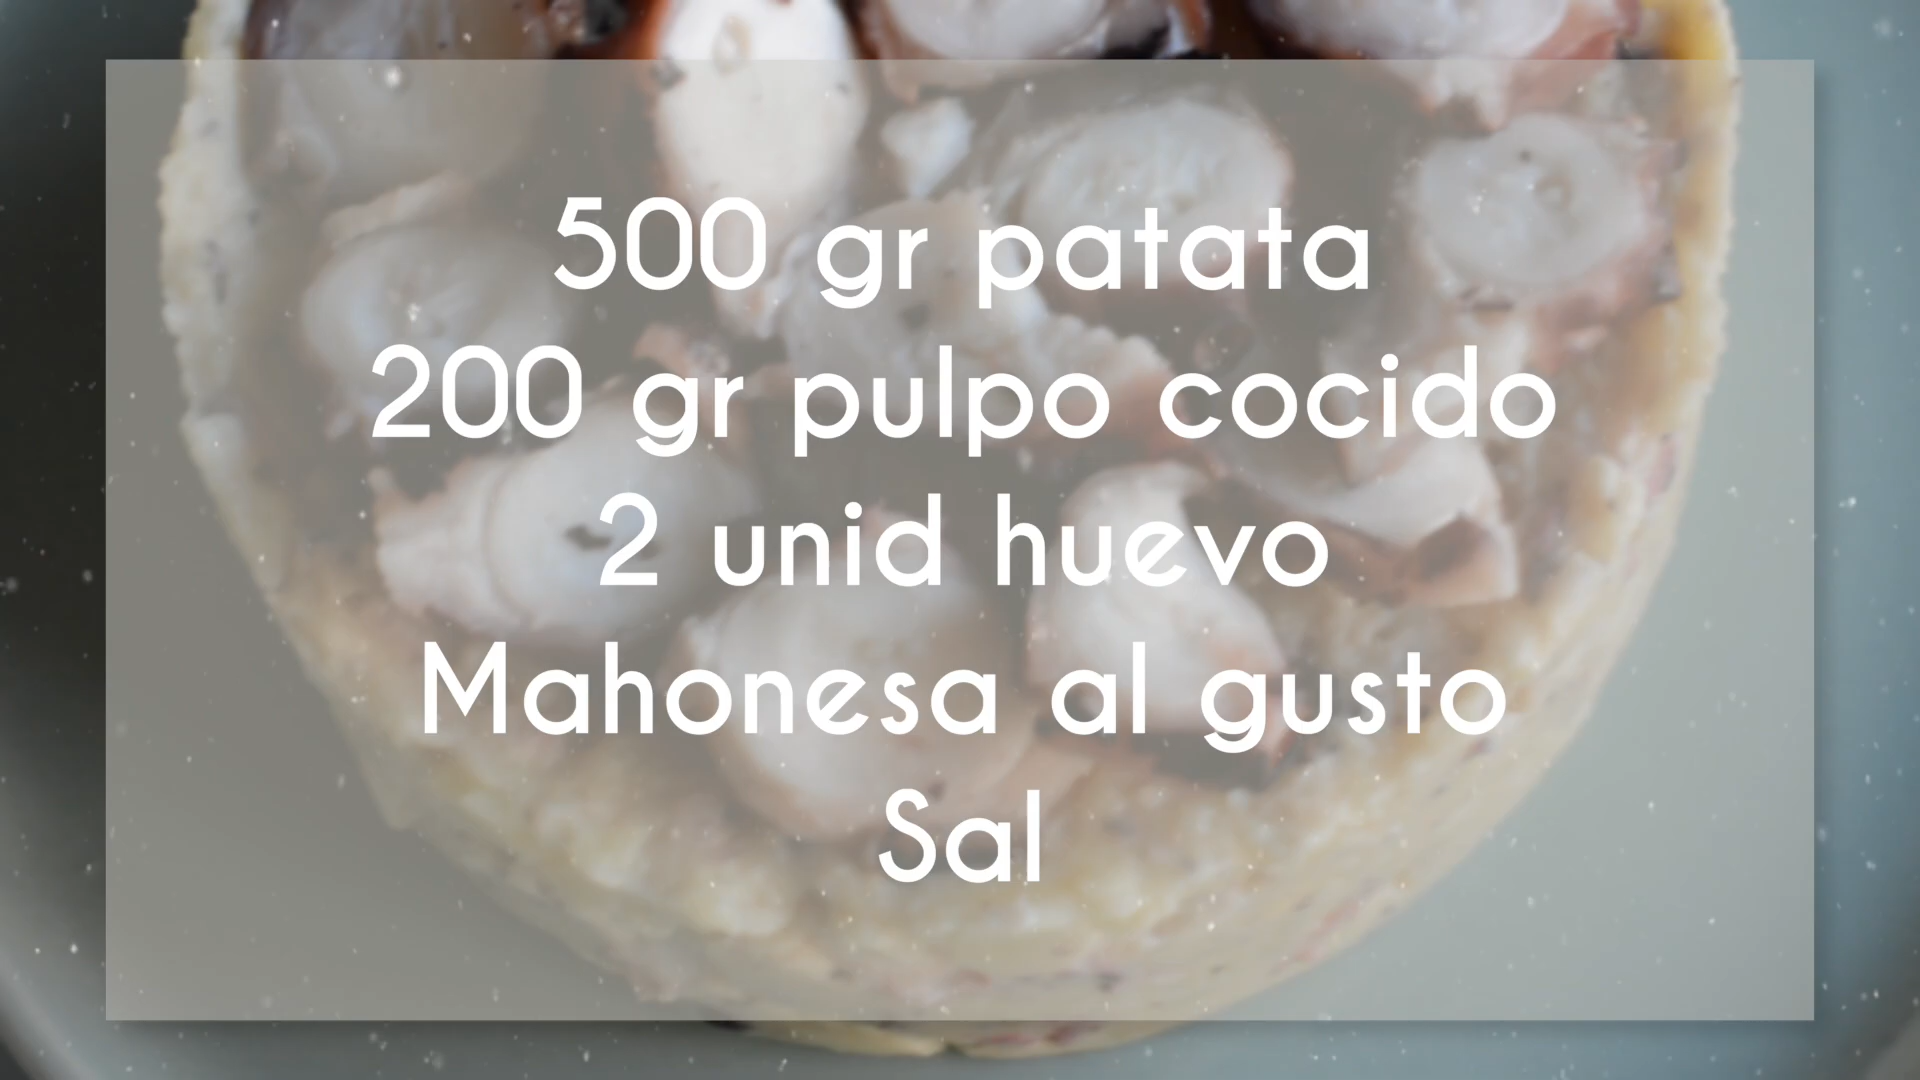 500 gr patata
200 gr pulpo cocido
2 unid huevo
Mahonesa al gusto
Sal